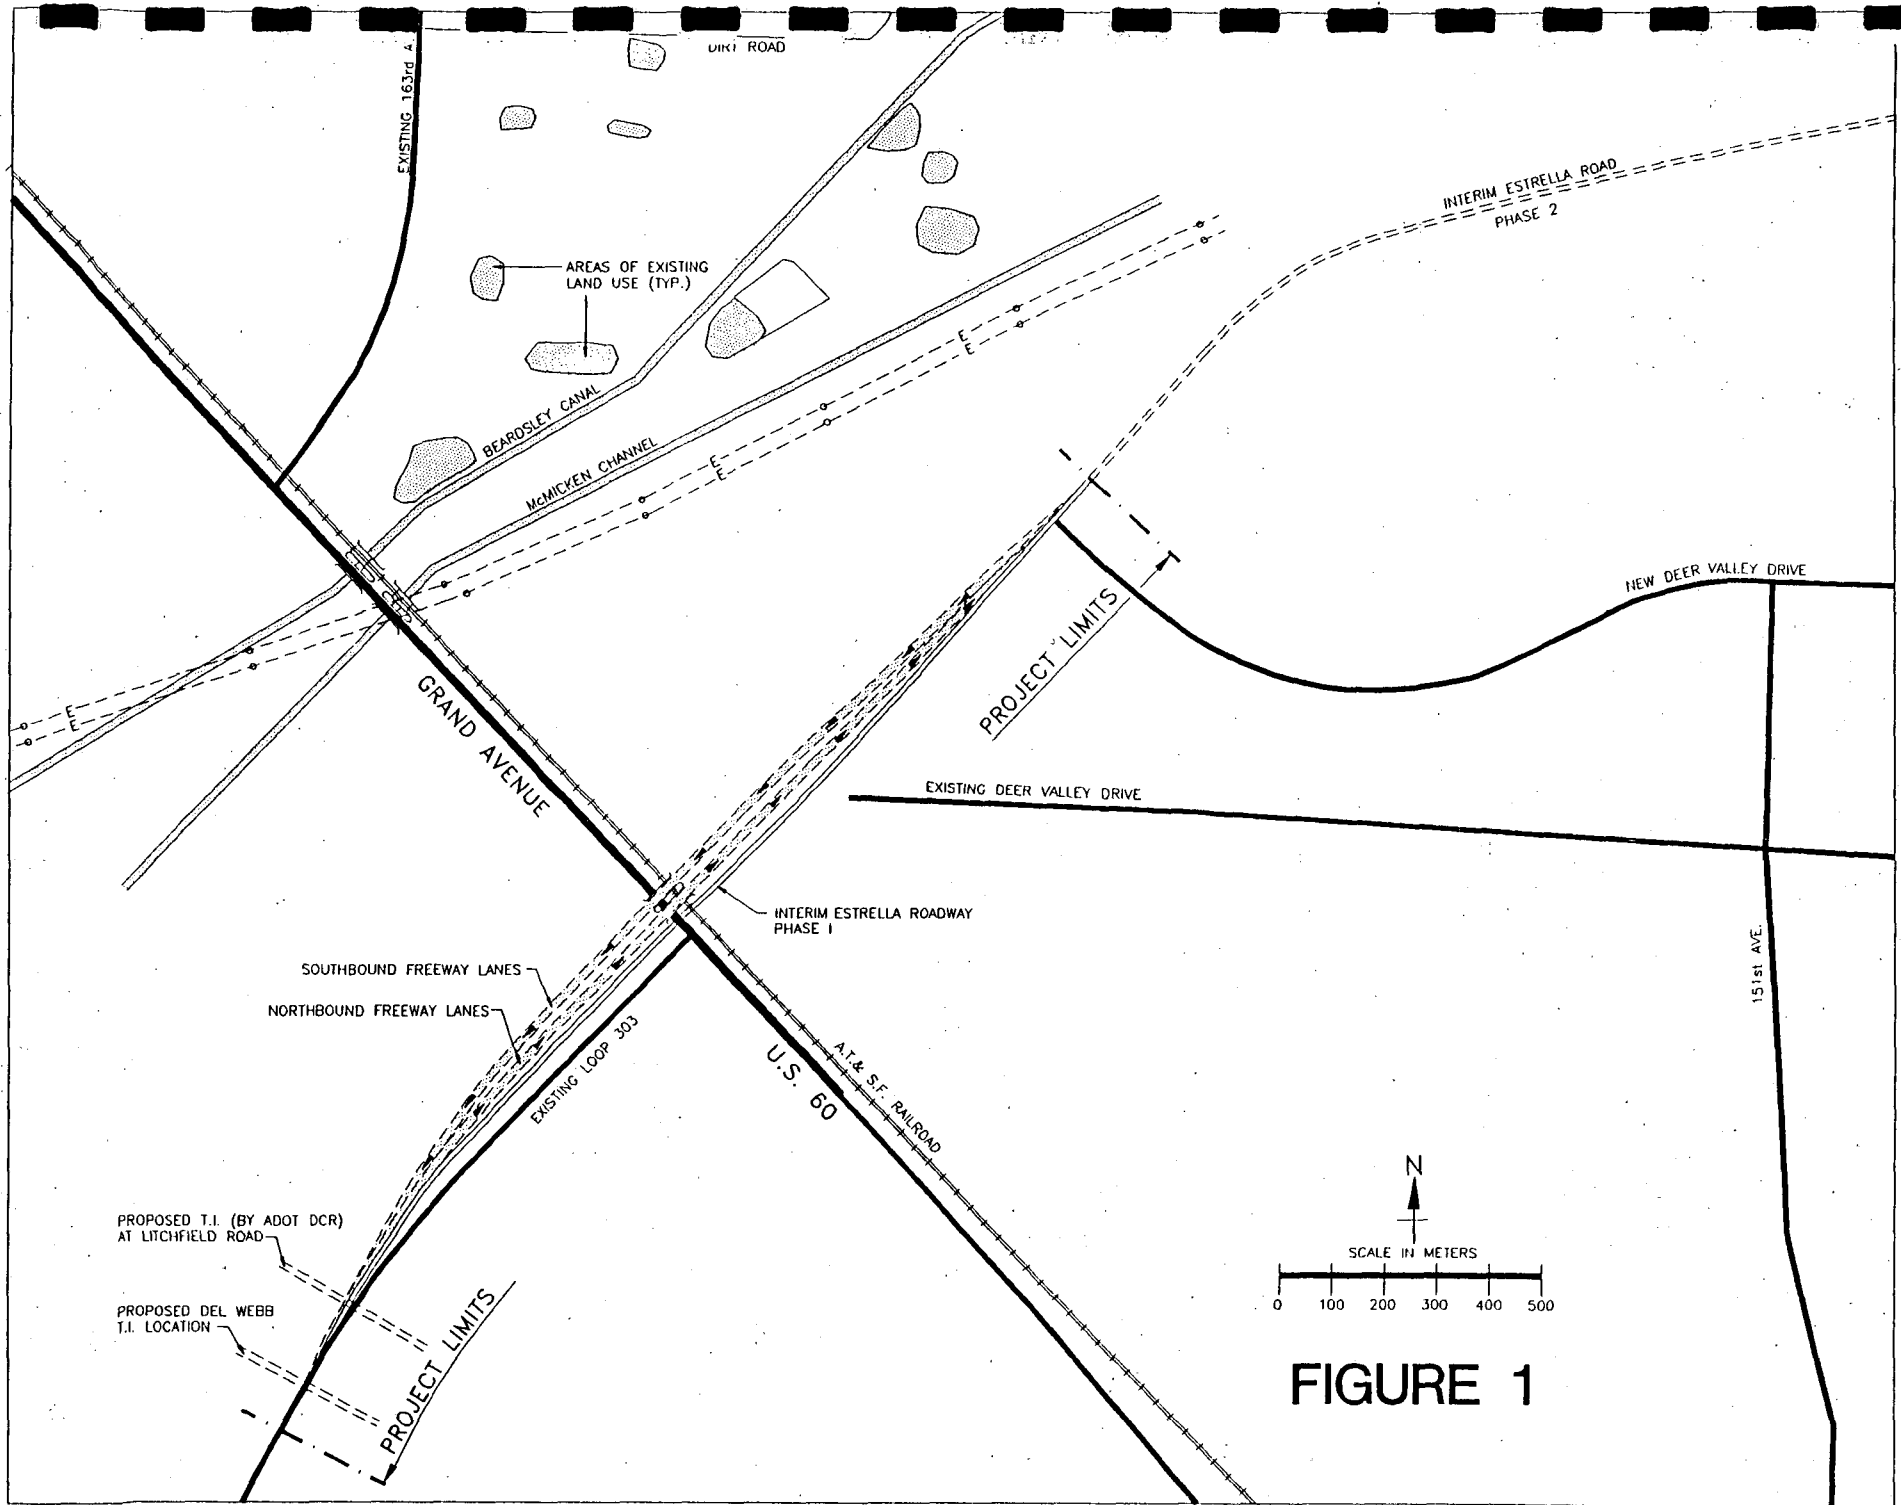 DIRT ROAD
EXISTING 163rd A
INTERIM ESTRELLA ROAD
PHASE 2
AREAS OF EXISTING
LAND USE (TYP.)
BEARDSLEY CANAL
McMICKEN CHANNEL
E
E
E
E
E
E
NEW DEER VALLEY DRIVE
PROJECT LIMITS
GRAND AVENUE
EXISTING DEER VALLEY DRIVE
INTERIM ESTRELLA ROADWAY
PHASE 1
151st AVE.
SOUTHBOUND FREEWAY LANES
NORTHBOUND FREEWAY LANES
EXISTING LOOP 303
U.S. 60
A.T.& S.F. RAILROAD
PROPOSED T.I. (BY ADOT DCR)
AT LITCHFIELD ROAD
PROPOSED DEL WEBB
T.I. LOCATION
PROJECT LIMITS
N
SCALE IN METERS
0 100 200 300 400 500
FIGURE 1